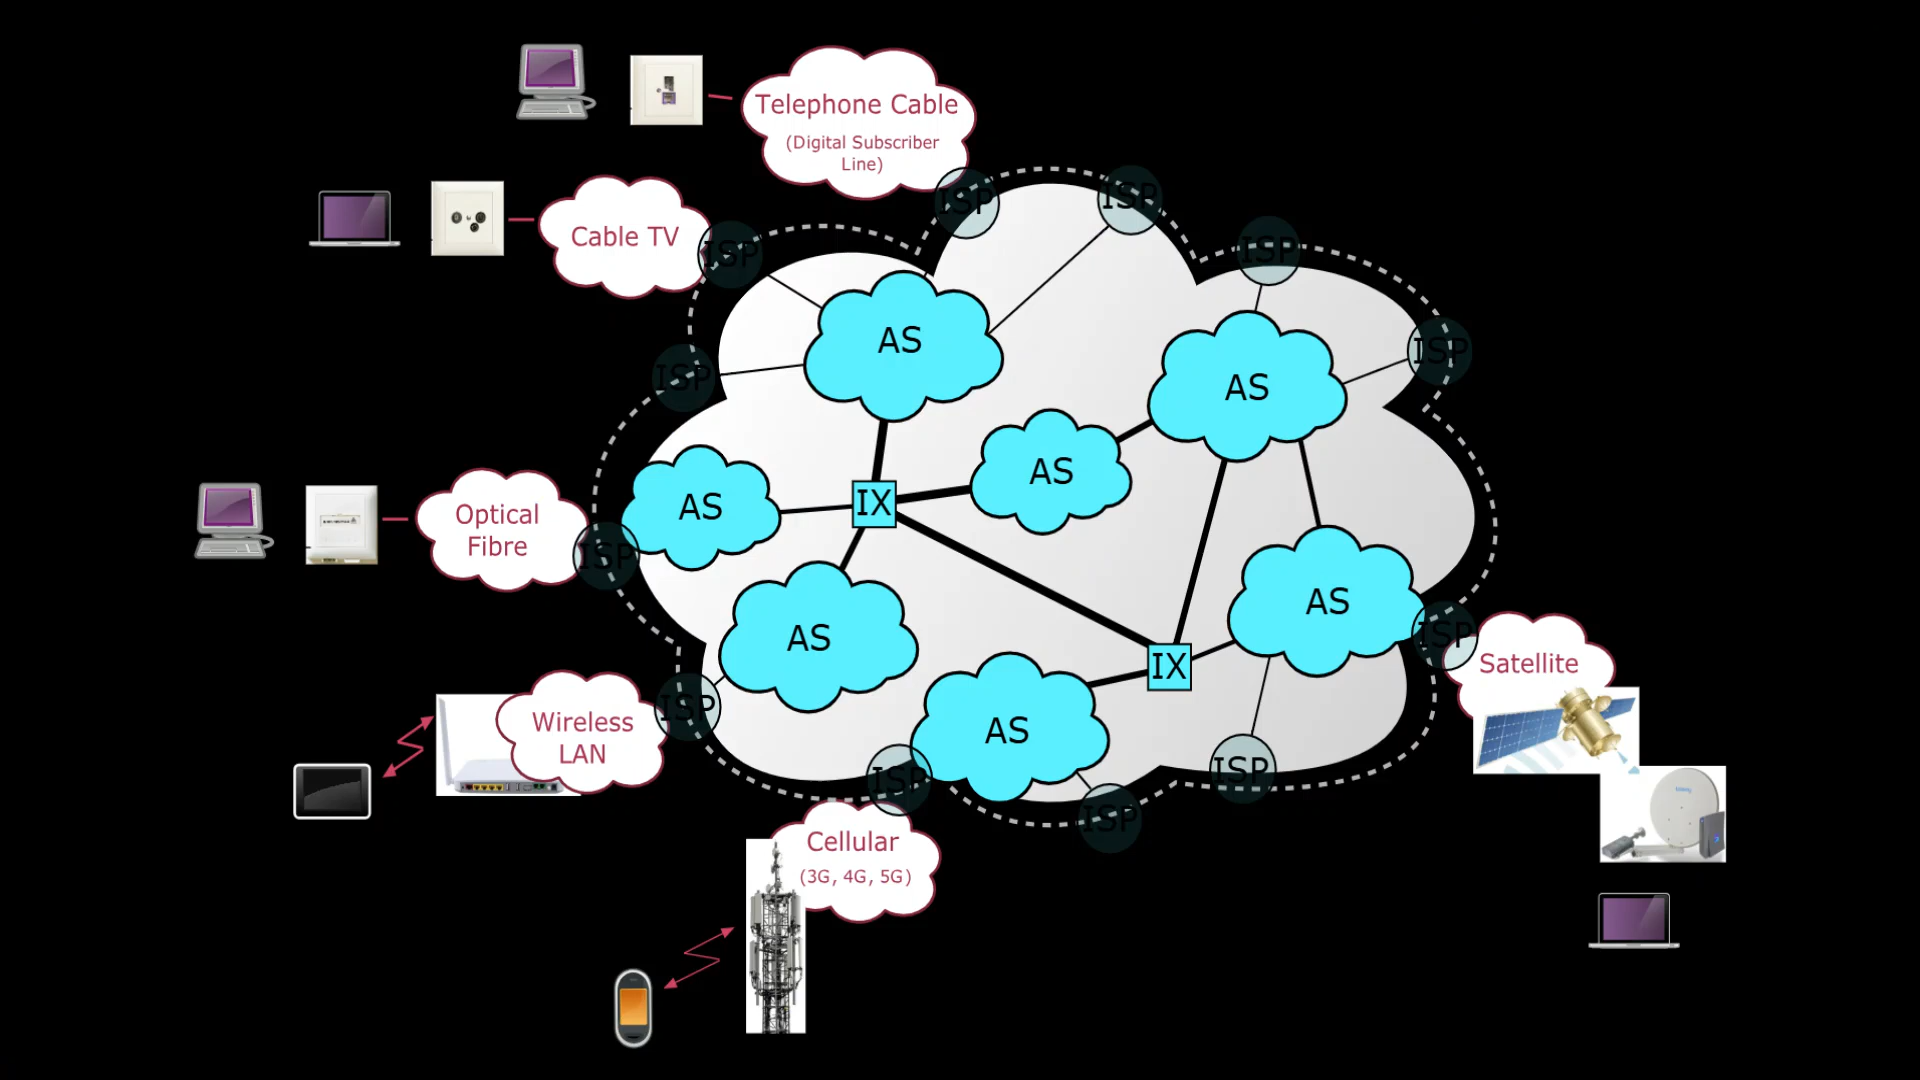 Telephone Cable
(Digital Subscriber
Line)
ISP
ISP
Cable TV
ISP
ISP
AS
ISP
ISP
AS
AS
Optical
Fibre
ISP
AS
IX
AS
AS
ISP
Satellite
IX
Wireless
LAN
ISP
AS
ISP
ISP
ISP
Cellular
(3G, 4G, 5G)